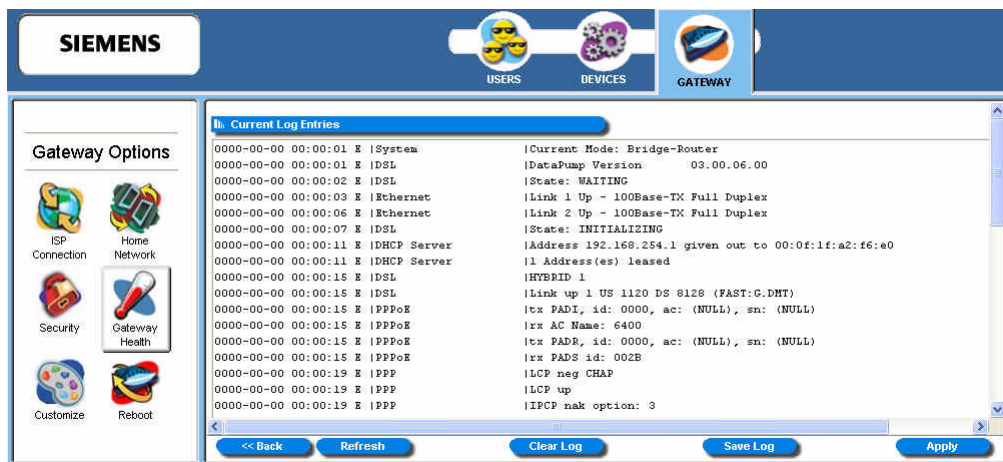 SIEMENS
USERS
DEVICES
GATEWAY
Gateway Options
ISP
Connection
Home
Network
Security
Gateway
Health
Customize
Reboot
Current Log Entries
0000-00-00 00:00:01 E |System |Current Mode: Bridge-Router
0000-00-00 00:00:01 E |DSL |DataPump Version 03.00.06.00
0000-00-00 00:00:02 E |DSL |State: WAITING
0000-00-00 00:00:03 E |Ethernet |Link 1 Up - 100Base-TX Full Duplex
0000-00-00 00:00:06 E |Ethernet |Link 2 Up - 100Base-TX Full Duplex
0000-00-00 00:00:07 E |DSL |State: INITIALIZING
0000-00-00 00:00:11 E |DHCP Server |Address 192.168.254.1 given out to 00:0f:1f:a2:f6:e0
0000-00-00 00:00:11 E |DHCP Server |1 Address(es) leased
0000-00-00 00:00:15 E |DSL |HYBRID 1
0000-00-00 00:00:15 E |DSL |Link up 1 US 1120 DS 8128 (FAST:G.DMT)
0000-00-00 00:00:15 E |PPPoE |tx PADI, id: 0000, ac: (NULL), sn: (NULL)
0000-00-00 00:00:15 E |PPPoE |rx AC Name: 6400
0000-00-00 00:00:15 E |PPPoE |tx PADR, id: 0000, ac: (NULL), sn: (NULL)
0000-00-00 00:00:15 E |PPPoE |rx PADS id: 002B
0000-00-00 00:00:19 E |PPP |LCP neg CHAP
0000-00-00 00:00:19 E |PPP |LCP up
0000-00-00 00:00:19 E |PPP |IPCP nak option: 3
<< Back
Refresh
Clear Log
Save Log
Apply